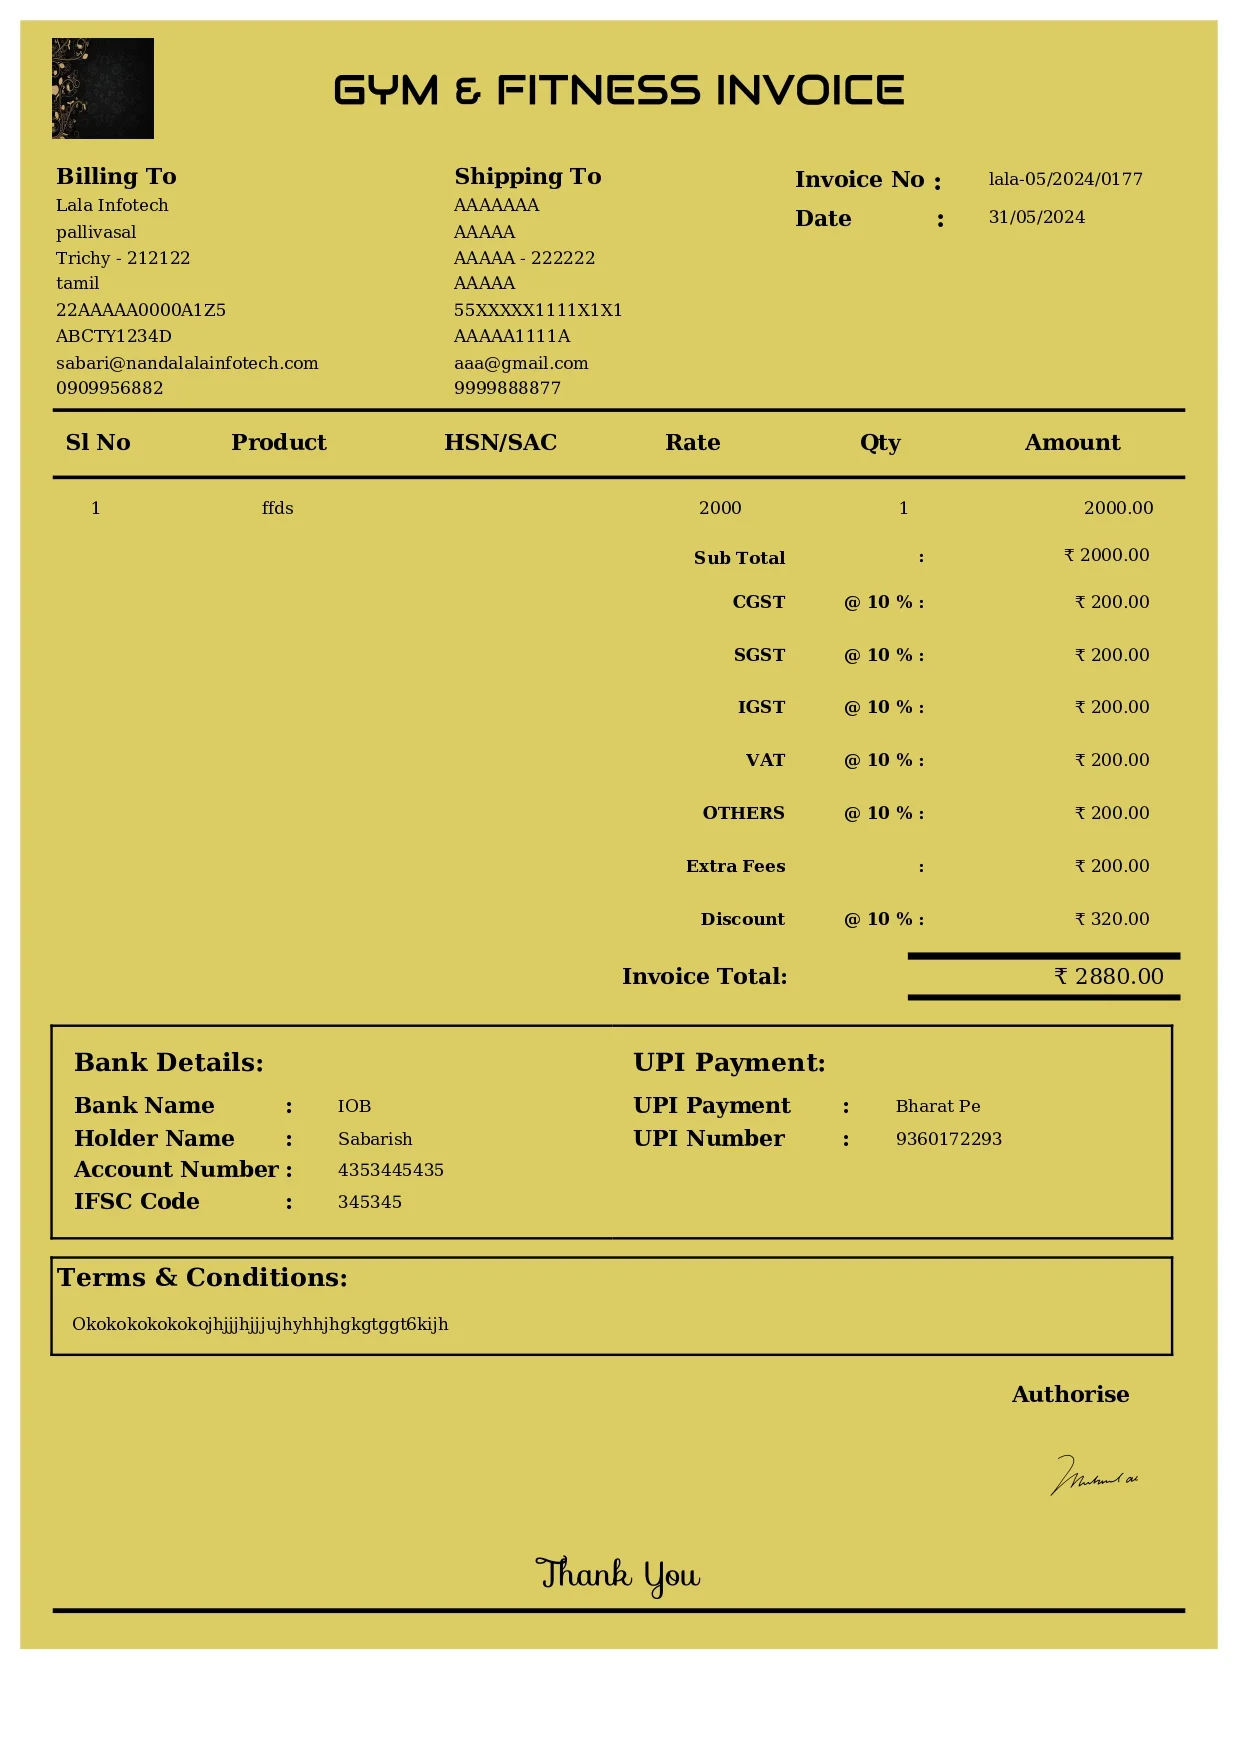 GYM & FITNESS INVOICE
Billing To
Lala Infotech
pallivasal
Trichy - 212122
tamil
22AAAAA0000A1Z5
ABCTY1234D
sabari@nandalalainfotech.com
0909956882
Shipping To
AAAAAAA
AAAAA
AAAAA - 222222
AAAAA
55XXXXX1111X1X1
AAAAA1111A
aaa@gmail.com
9999888877
Invoice No : lala-05/2024/0177
Date : 31/05/2024
Sl No Product HSN/SAC Rate Qty Amount
1 ffds 2000 1 2000.00
Sub Total : ₹ 2000.00
CGST @ 10 % : ₹ 200.00
SGST @ 10 % : ₹ 200.00
IGST @ 10 % : ₹ 200.00
VAT @ 10 % : ₹ 200.00
OTHERS @ 10 % : ₹ 200.00
Extra Fees : ₹ 200.00
Discount @ 10 % : ₹ 320.00
Invoice Total: ₹ 2880.00
Bank Details:
Bank Name : IOB
Holder Name : Sabarish
Account Number : 4353445435
IFSC Code : 345345
UPI Payment:
UPI Payment : Bharat Pe
UPI Number : 9360172293
Terms & Conditions:
Okokokokokokojhjjjhjjjujhyhhjhgkgtggt6kijh
Authorise
Thank You